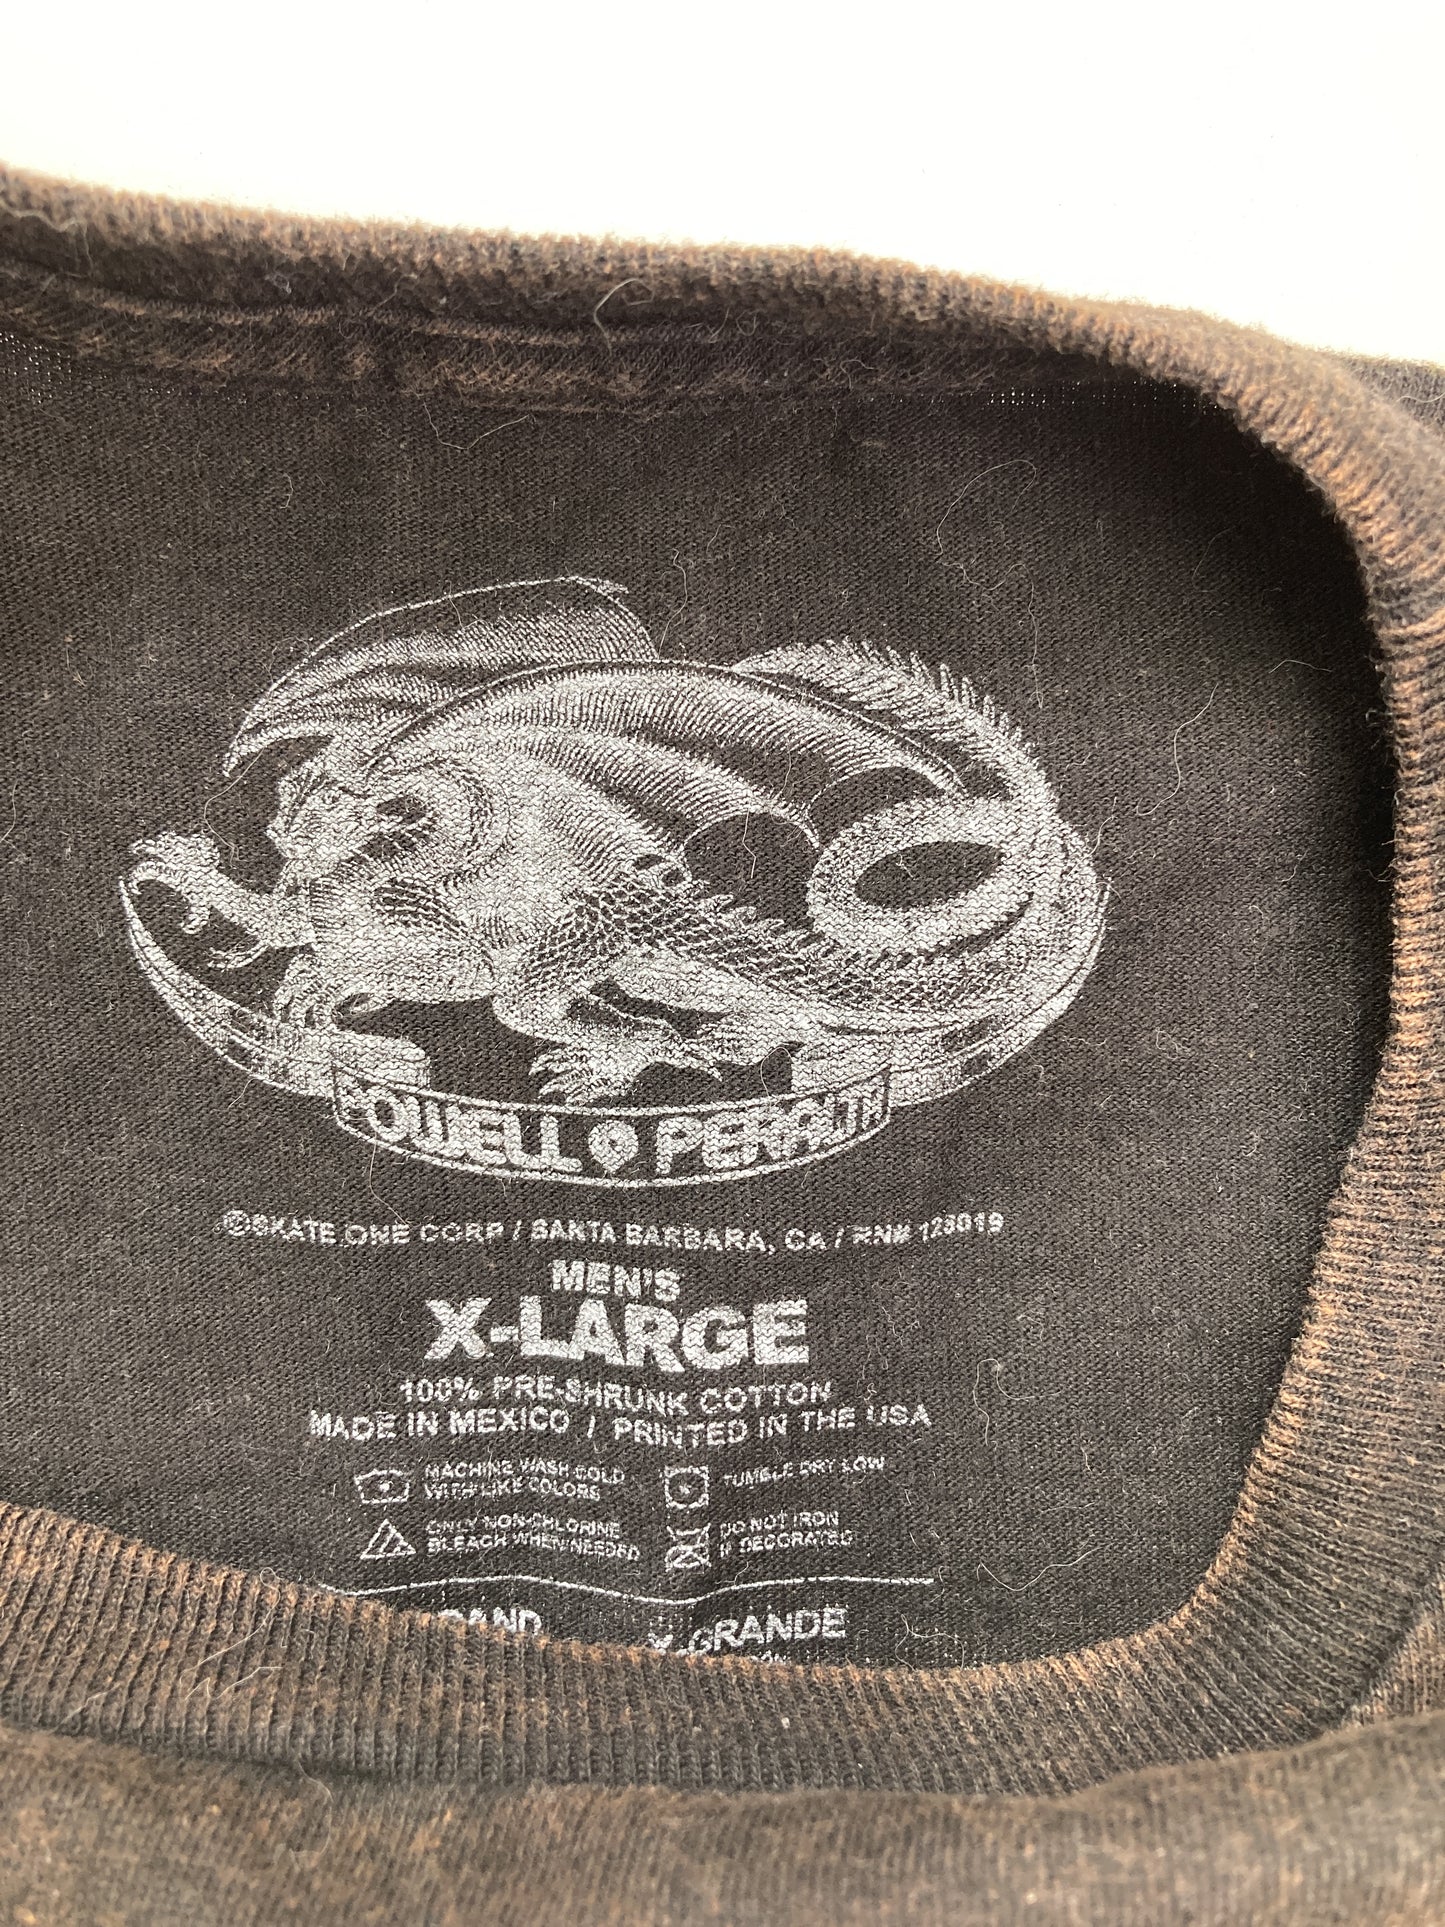 POWELL PERALTA
©SKATE ONE CORP / SANTA BARBARA, CA / RN# 128019
MEN'S
X-LARGE
100% PRE-SHRUNK COTTON
MADE IN MEXICO / PRINTED IN THE USA
MACHINE WASH COLD
WITH LIKE COLORS
TUMBLE DRY LOW
ONLY NON-CHLORINE
BLEACH WHEN NEEDED
DO NOT IRON
IF DECORATED
X-GRANDE